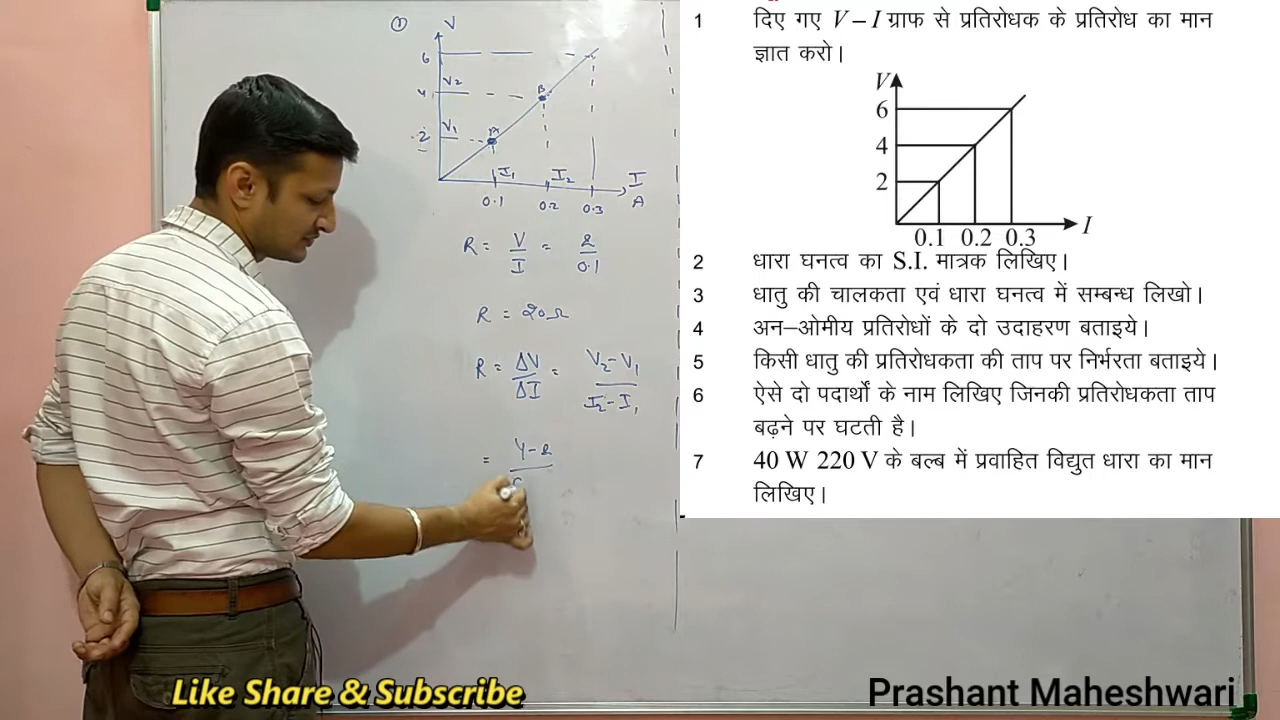 ① V
6
4 V2 B
2 V1 A
I1 I2 I
0.1 0.2 0.3 A
R = V/I = 2/0.1
R = 20Ω
R = ΔV/ΔI = V2-V1/I2-I1
= 4-2
1 दिए गए V – I ग्राफ से प्रतिरोधक के प्रतिरोध का मान
ज्ञात करो।
V
6
4
2
I
0.1 0.2 0.3
2 धारा घनत्व का S.I. मात्रक लिखिए।
3 धातु की चालकता एवं धारा घनत्व में सम्बन्ध लिखो।
4 अन–ओमीय प्रतिरोधों के दो उदाहरण बताइये।
5 किसी धातु की प्रतिरोधकता की ताप पर निर्भरता बताइये।
6 ऐसे दो पदार्थों के नाम लिखिए जिनकी प्रतिरोधकता ताप
बढ़ने पर घटती है।
7 40 W 220 V के बल्ब में प्रवाहित विद्युत धारा का मान
लिखिए।
Like Share & Subscribe
Prashant Maheshwari